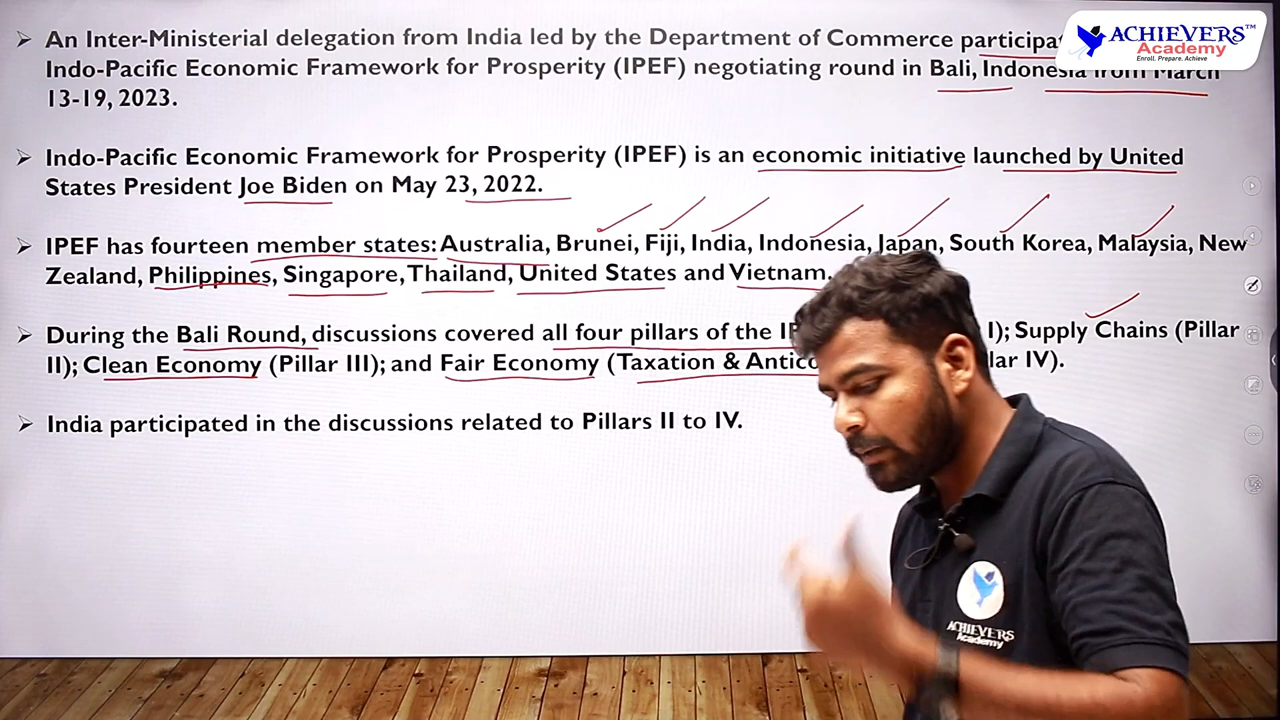 ➢ An Inter-Ministerial delegation from India led by the Department of Commerce
Indo-Pacific Economic Framework for Prosperity (IPEF) negotiating round in Bali, Indonesia from March
13-19, 2023.
➢ Indo-Pacific Economic Framework for Prosperity (IPEF) is an economic initiative launched by United
States President Joe Biden on May 23, 2022.
➢ IPEF has fourteen member states: Australia, Brunei, Fiji, India, Indonesia, Japan, South Korea, Malaysia, New
Zealand, Philippines, Singapore, Thailand, United States and Vietnam.
➢ During the Bali Round, discussions covered all four pillars of the I); Supply Chains (Pillar
II); Clean Economy (Pillar III); and Fair Economy (Taxation & IV).
➢ India participated in the discussions related to Pillars II to IV.
ACHIEVERS™
Academy
Enroll. Prepare. Achieve
ACHIEVERS
Academy